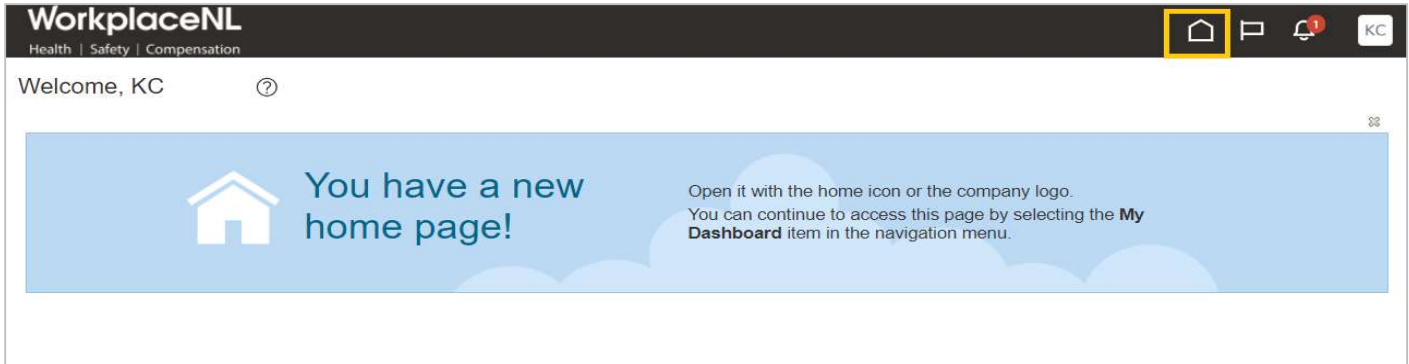 WorkplaceNL
Health | Safety | Compensation
1
KC
Welcome, KC
?
You have a new
home page!
Open it with the home icon or the company logo.
You can continue to access this page by selecting the My
Dashboard item in the navigation menu.